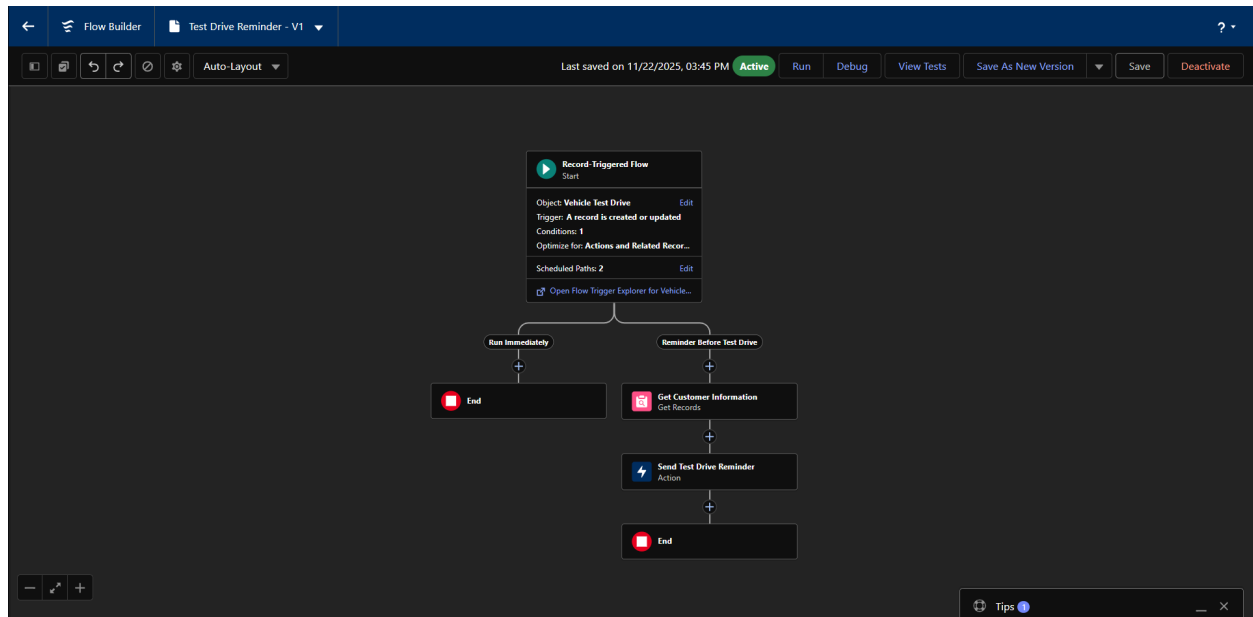 Flow Builder
Test Drive Reminder - V1
? 
Auto-Layout
Last saved on 11/22/2025, 03:45 PM
Active
Run
Debug
View Tests
Save As New Version
Save
Deactivate
Record-Triggered Flow
Start
Object: Vehicle Test Drive
Edit
Trigger: A record is created or updated
Conditions: 1
Optimize for: Actions and Related Recor...
Scheduled Paths: 2
Edit
Open Flow Trigger Explorer for Vehicle...
Run Immediately
Reminder Before Test Drive
End
Get Customer Information
Get Records
Send Test Drive Reminder
Action
End
Tips 1